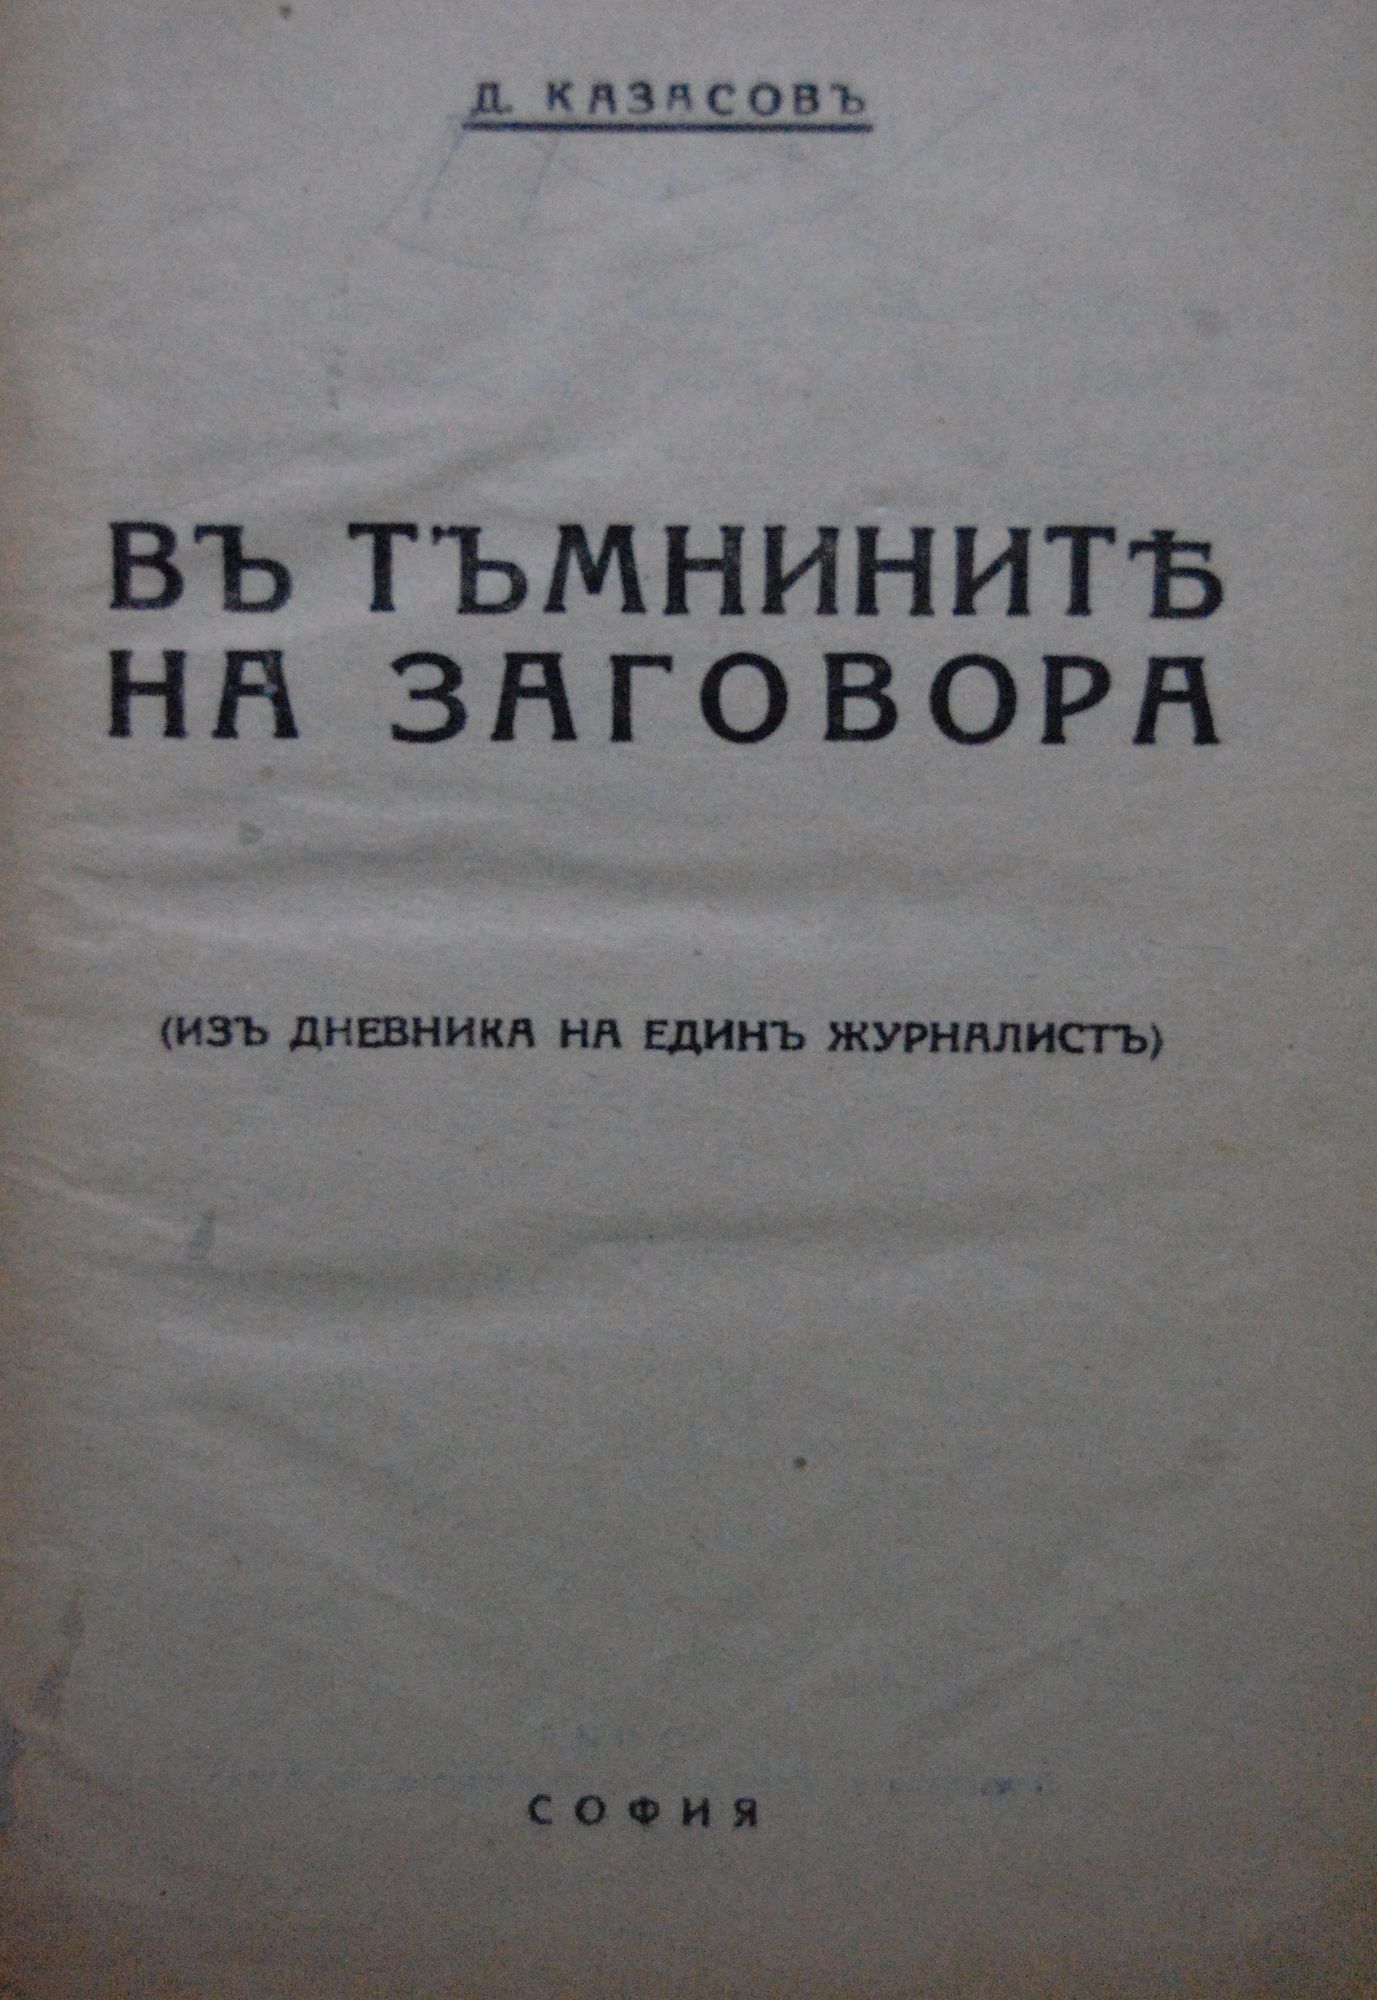 Д. КАЗАСОВЪ
ВЪ ТЪМНИНИТѢ
НА ЗАГОВОРА
(ИЗЪ ДНЕВНИКА НА ЕДИНЪ ЖУРНАЛИСТЪ)
СОФИЯ